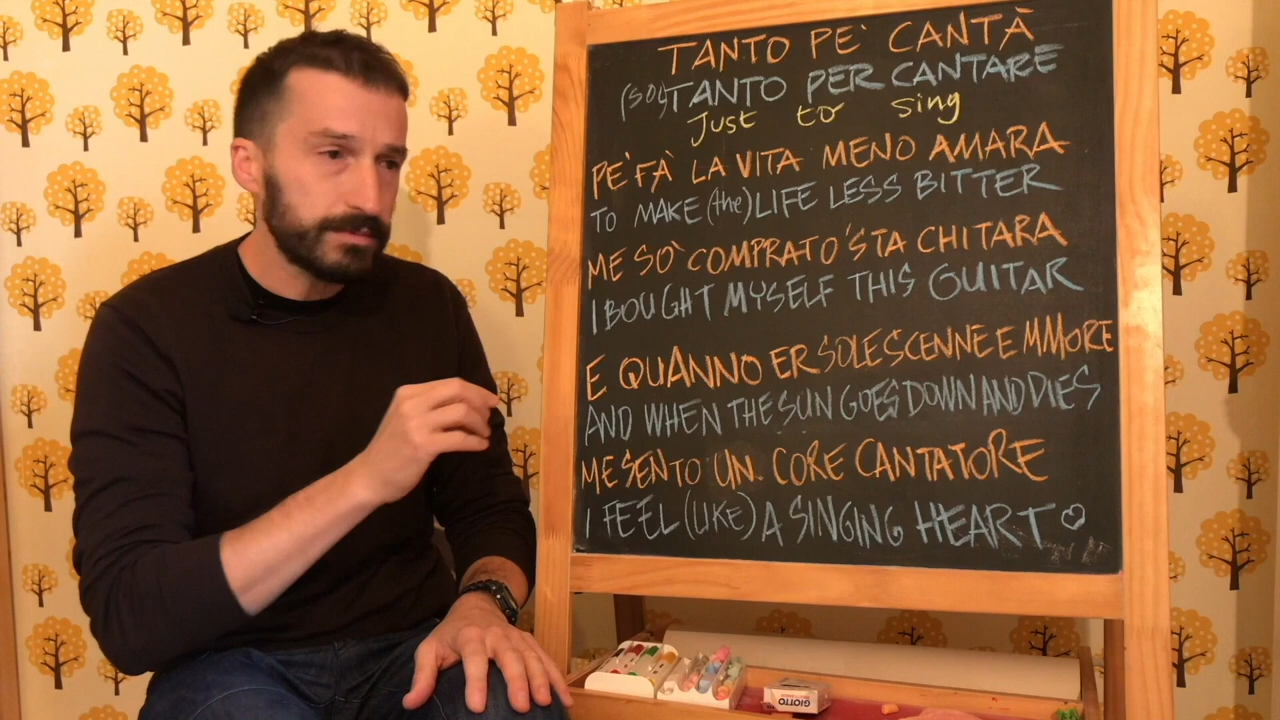 TANTO PE' CANTÀ
(SOLO) TANTO PER CANTARE
Just to sing
PE' FÀ LA VITA MENO AMARA
TO MAKE (the) LIFE LESS BITTER
ME SO' COMPRATO 'STA CHITARA
I BOUGHT MYSELF THIS GUITAR
E QUANNO ER SOLE SCENNE E MMORE
AND WHEN THE SUN GOES DOWN AND DIES
ME SENTO UN CORE CANTATORE
I FEEL (LIKE) A SINGING HEART
GIOTTO